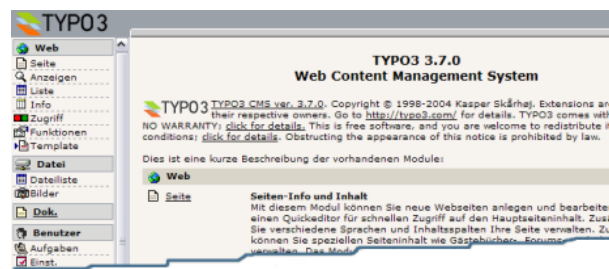 TYPO3
Web
Seite
Anzeigen
Liste
Info
Zugriff
Funktionen
Template
Datei
Dateiliste
Bilder
Dok.
Benutzer
Aufgaben
Einst.
TYPO3 3.7.0
Web Content Management System
TYPO3 TYPO3 CMS ver. 3.7.0. Copyright © 1998-2004 Kasper Skårhøj. Extensions are
their respective owners. Go to http://typo3.com/ for details. TYPO3 comes with
NO WARRANTY; click for details. This is free software, and you are welcome to redistribute
conditions; click for details. Obstructing the appearance of this notice is prohibited by law.
Dies ist eine kurze Beschreibung der vorhandenen Module:
Web
Seite
Seiten-Info und Inhalt
Mit diesem Modul können Sie neue Webseiten anlegen und bearbeite
einen Quickeditor für schnellen Zugriff auf den Hauptseiteninhalt.
Sie verschiedene Sprachen und Inhaltsspalten Ihre Seite verwalten.
können Sie speziellen Seiteninhalt wie Gästebücher-, Forums-
verwalten. Das